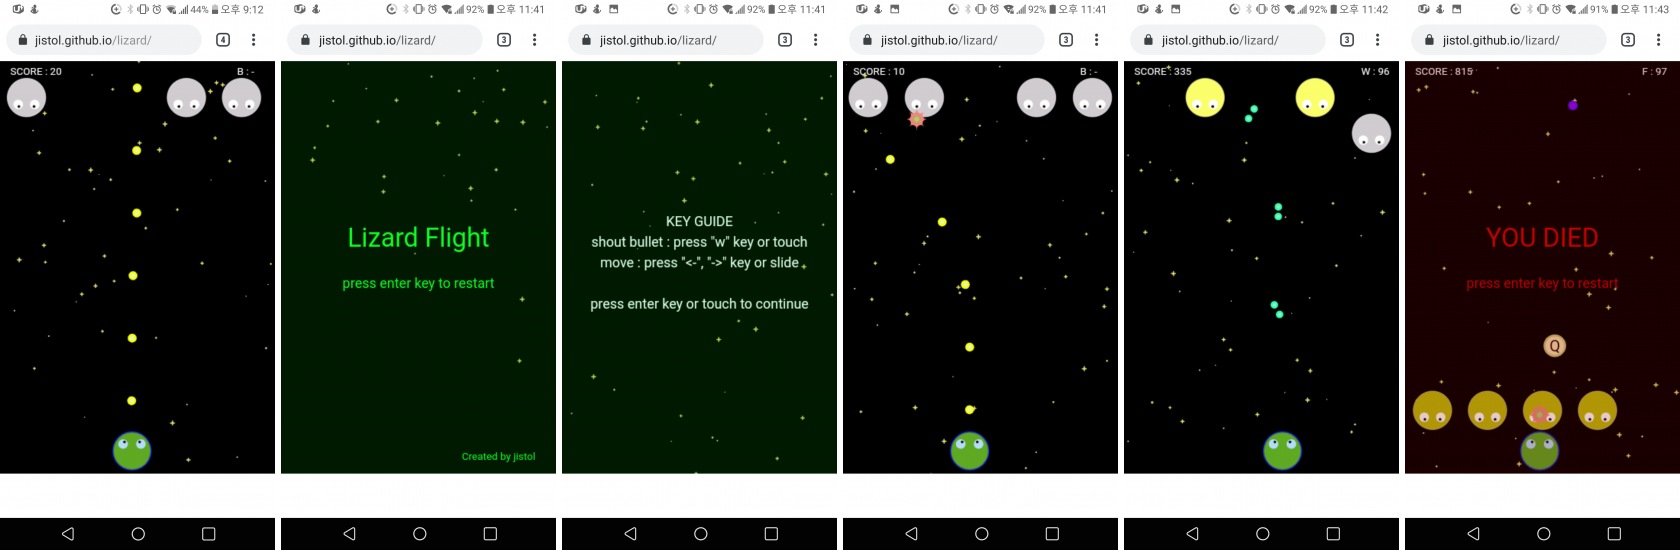 44% 오후 9:12
jistol.github.io/lizard/
4
SCORE : 20
B : -
92% 오후 11:41
jistol.github.io/lizard/
3
Lizard Flight
press enter key to restart
Created by jistol
92% 오후 11:41
jistol.github.io/lizard/
3
KEY GUIDE
shout bullet : press "w" key or touch
move : press "<-", "->" key or slide
press enter key or touch to continue
92% 오후 11:41
jistol.github.io/lizard/
3
SCORE : 10
B : -
92% 오후 11:42
jistol.github.io/lizard/
3
SCORE : 335
W : 96
91% 오후 11:43
jistol.github.io/lizard/
3
SCORE : 815
F : 97
YOU DIED
press enter key to restart
Q